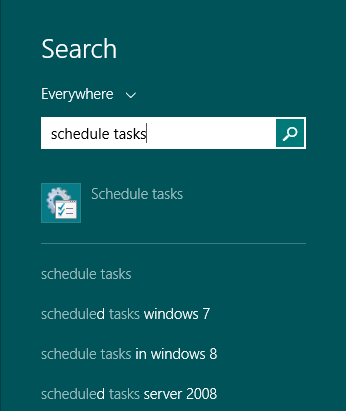 Search
Everywhere
schedule tasks
Schedule tasks
schedule tasks
scheduled tasks windows 7
schedule tasks in windows 8
scheduled tasks server 2008